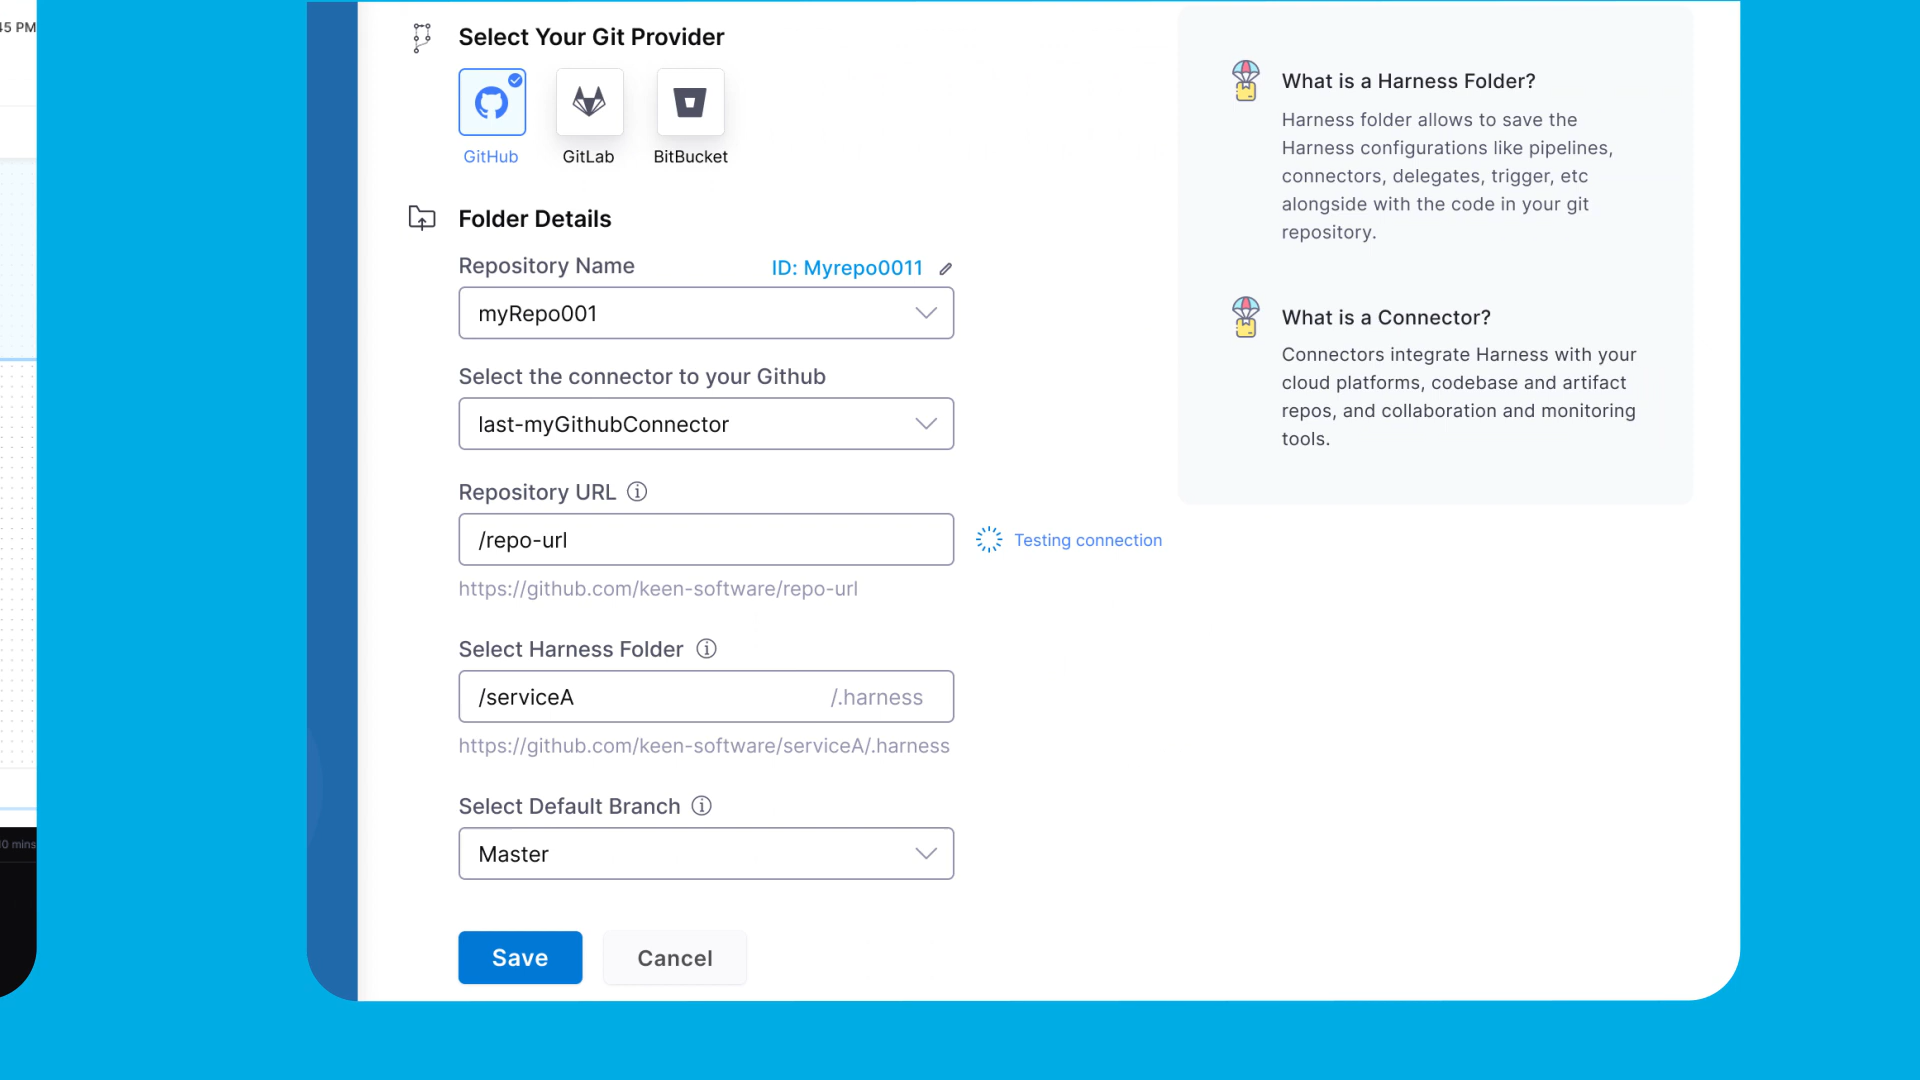 45 PM
Select Your Git Provider
GitHub
GitLab
BitBucket
Folder Details
Repository Name
ID: Myrepo0011
myRepo001
Select the connector to your Github
last-myGithubConnector
Repository URL
/repo-url
Testing connection
https://github.com/keen-software/repo-url
Select Harness Folder
/serviceA
/.harness
https://github.com/keen-software/serviceA/.harness
Select Default Branch
Master
Save
Cancel
What is a Harness Folder?
Harness folder allows to save the
Harness configurations like pipelines,
connectors, delegates, trigger, etc
alongside with the code in your git
repository.
What is a Connector?
Connectors integrate Harness with your
cloud platforms, codebase and artifact
repos, and collaboration and monitoring
tools.
10 mins